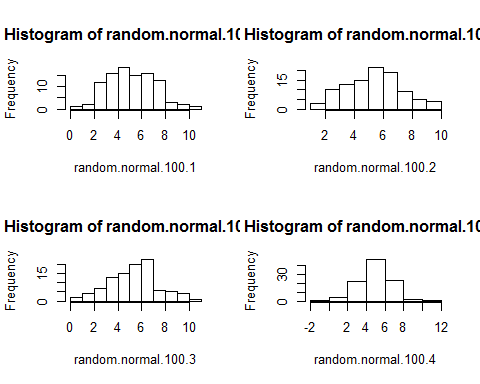 Histogram of random.normal.10
Frequency
0 10
0 2 4 6 8 10
random.normal.100.1
Histogram of random.normal.10
Frequency
0 15
2 4 6 8 10
random.normal.100.2
Histogram of random.normal.10
Frequency
0 15
0 2 4 6 8 10
random.normal.100.3
Histogram of random.normal.10
Frequency
0 30
-2 2 4 6 8 12
random.normal.100.4